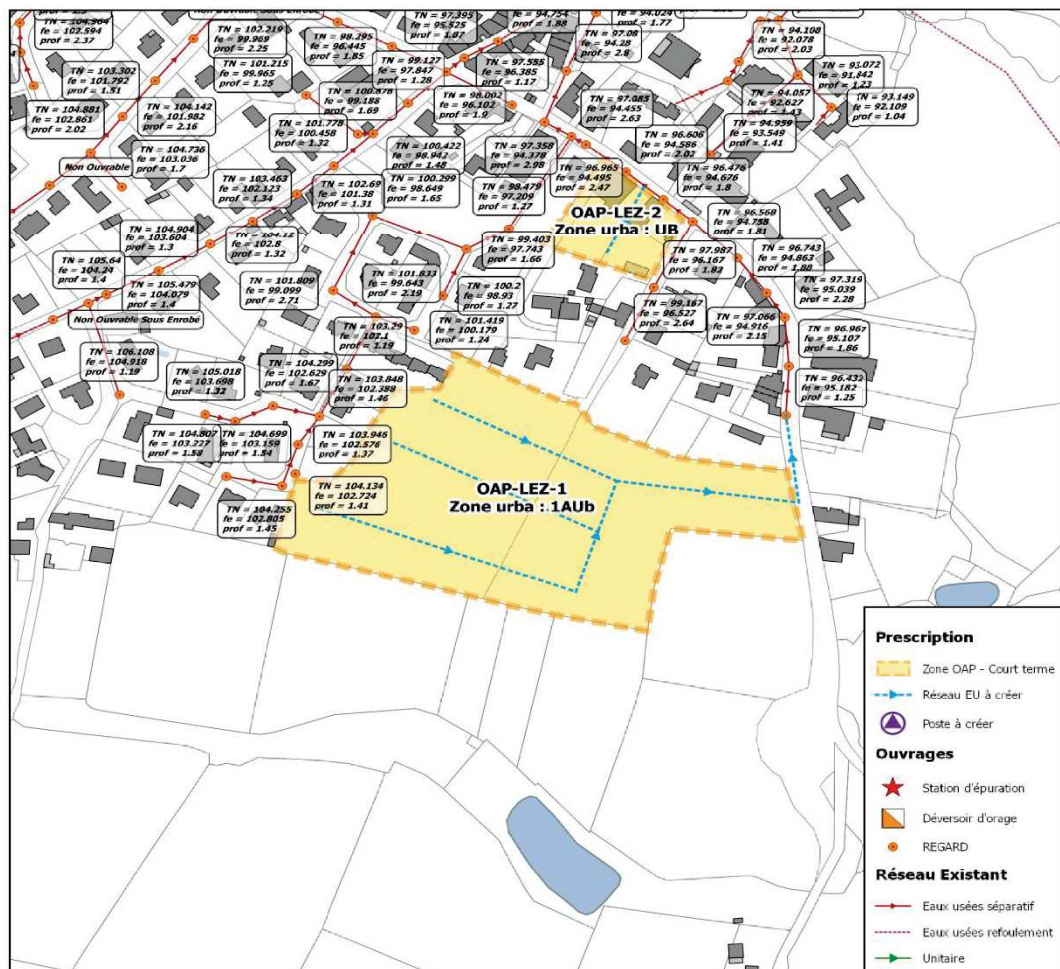 TN = 104.964
fe = 102.594
prof = 2.37
TN = 102.219
fe = 99.969
prof = 2.25
TN = 98.295
fe = 96.445
prof = 1.85
TN = 97.395
fe = 95.525
prof = 1.87
TN = 94.754
prof = 1.88
TN = 97.08
fe = 94.28
prof = 2.8
TN = 94.024
prof = 1.77
TN = 94.108
fe = 92.078
prof = 2.03
TN = 103.302
fe = 101.792
prof = 1.51
TN = 101.215
fe = 99.965
prof = 1.25
TN = 99.127
fe = 97.847
prof = 1.28
TN = 97.555
fe = 96.385
prof = 1.17
TN = 93.072
fe = 91.842
prof = 1.23
TN = 104.881
fe = 102.861
prof = 2.02
TN = 104.142
fe = 101.982
prof = 2.16
TN = 100.878
fe = 99.188
prof = 1.69
TN = 98.002
fe = 96.102
prof = 1.9
TN = 97.085
fe = 94.455
prof = 2.63
TN = 94.057
fe = 92.627
prof = 1.43
TN = 93.149
fe = 92.109
prof = 1.04
TN = 101.778
fe = 100.458
prof = 1.32
TN = 94.959
fe = 93.549
prof = 1.41
TN = 96.606
fe = 94.586
prof = 2.02
Non Ouvrable
TN = 104.736
fe = 103.036
prof = 1.7
TN = 100.422
fe = 98.942
prof = 1.48
TN = 97.358
fe = 94.378
prof = 2.98
TN = 96.965
fe = 94.495
prof = 2.47
TN = 96.476
fe = 94.676
prof = 1.8
TN = 103.463
fe = 102.123
prof = 1.34
TN = 102.69
fe = 101.38
prof = 1.31
TN = 100.299
fe = 98.649
prof = 1.65
TN = 98.479
fe = 97.209
prof = 1.27
OAP-LEZ-2
Zone urba : UB
TN = 96.568
fe = 94.758
prof = 1.81
TN = 104.904
fe = 103.604
prof = 1.3
TN = 104.12
fe = 102.8
prof = 1.32
TN = 99.403
fe = 97.743
prof = 1.66
TN = 97.987
fe = 96.167
prof = 1.82
TN = 96.743
fe = 94.863
prof = 1.88
TN = 105.64
fe = 104.24
prof = 1.4
TN = 105.479
fe = 104.079
prof = 1.4
TN = 101.809
fe = 99.099
prof = 2.71
TN = 101.833
fe = 99.643
prof = 2.19
TN = 100.2
fe = 98.93
prof = 1.27
TN = 99.167
fe = 96.527
prof = 2.64
TN = 97.319
fe = 95.039
prof = 2.28
Non Ouvrable Sous Enrobé
TN = 101.419
fe = 100.179
prof = 1.24
TN = 97.066
fe = 94.916
prof = 2.15
TN = 96.967
fe = 95.107
prof = 1.86
TN = 103.29
fe = 102.1
prof = 1.19
TN = 106.108
fe = 104.918
prof = 1.19
TN = 105.018
fe = 103.698
prof = 1.32
TN = 104.299
fe = 102.629
prof = 1.67
TN = 103.848
fe = 102.388
prof = 1.46
TN = 96.432
fe = 95.182
prof = 1.25
TN = 104.807
fe = 103.227
prof = 1.58
TN = 104.699
fe = 103.159
prof = 1.54
TN = 103.946
fe = 102.576
prof = 1.37
TN = 104.134
fe = 102.724
prof = 1.41
TN = 104.255
fe = 102.805
prof = 1.45
OAP-LEZ-1
Zone urba : 1AUb
Prescription
Zone OAP - Court terme
Réseau EU à créer
Poste à créer
Ouvrages
Station d'épuration
Déversoir d'orage
REGARD
Réseau Existant
Eaux usées séparatif
Eaux usées refoulement
Unitaire